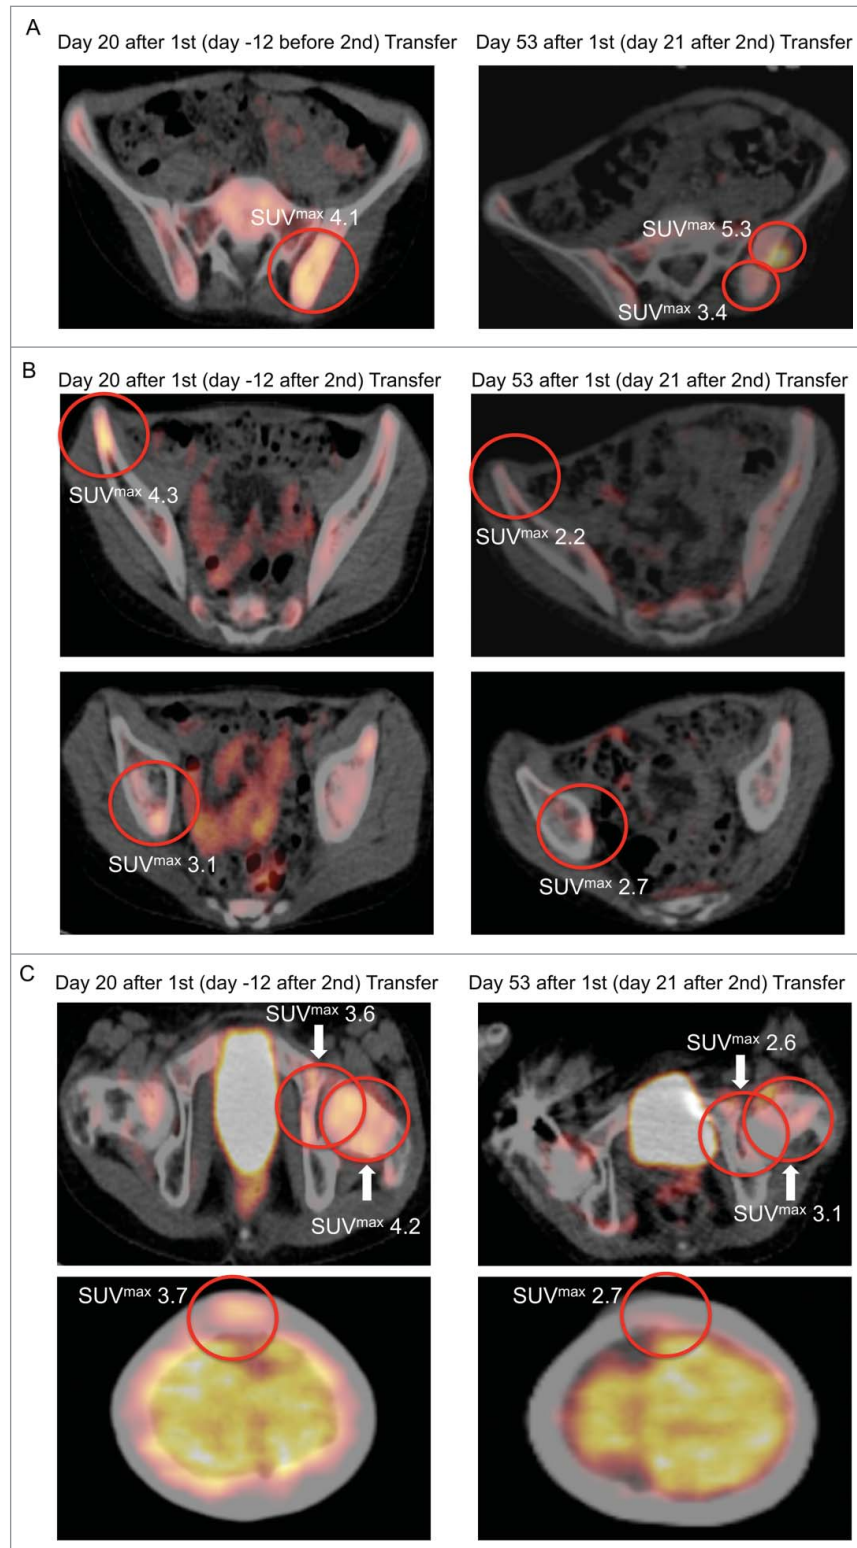 A
Day 20 after 1st (day -12 before 2nd) Transfer
Day 53 after 1st (day 21 after 2nd) Transfer
SUVmax 4.1
SUVmax 5.3
SUVmax 3.4
B
Day 20 after 1st (day -12 after 2nd) Transfer
Day 53 after 1st (day 21 after 2nd) Transfer
SUVmax 4.3
SUVmax 2.2
SUVmax 3.1
SUVmax 2.7
C
Day 20 after 1st (day -12 after 2nd) Transfer
Day 53 after 1st (day 21 after 2nd) Transfer
SUVmax 3.6
SUVmax 2.6
SUVmax 4.2
SUVmax 3.1
SUVmax 3.7
SUVmax 2.7